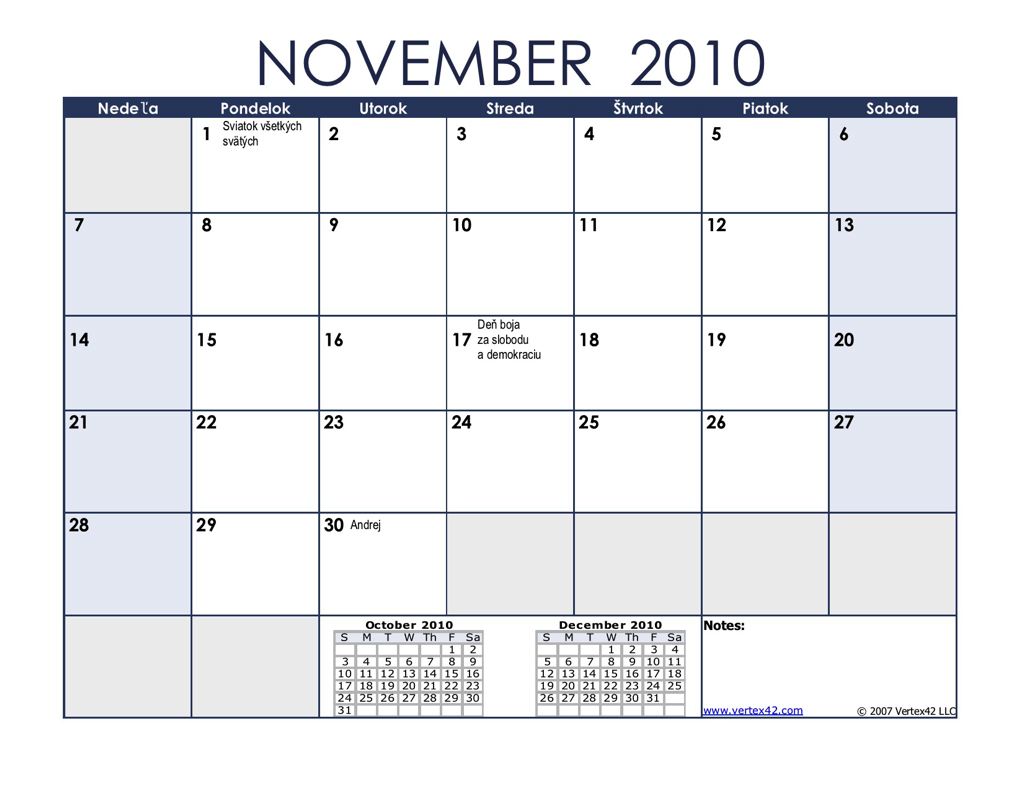 NOVEMBER 2010
Nedeľa Pondelok Utorok Streda Štvrtok Piatok Sobota
1 Sviatok všetkých
svätých
2 3 4 5 6
7 8 9 10 11 12 13
14 15 16 17 Deň boja
za slobodu
a demokraciu
18 19 20
21 22 23 24 25 26 27
28 29 30 Andrej
October 2010
S M T W Th F Sa
1 2
3 4 5 6 7 8 9
10 11 12 13 14 15 16
17 18 19 20 21 22 23
24 25 26 27 28 29 30
31
December 2010
S M T W Th F Sa
1 2 3 4
5 6 7 8 9 10 11
12 13 14 15 16 17 18
19 20 21 22 23 24 25
26 27 28 29 30 31
Notes:
www.vertex42.com © 2007 Vertex42 LLC